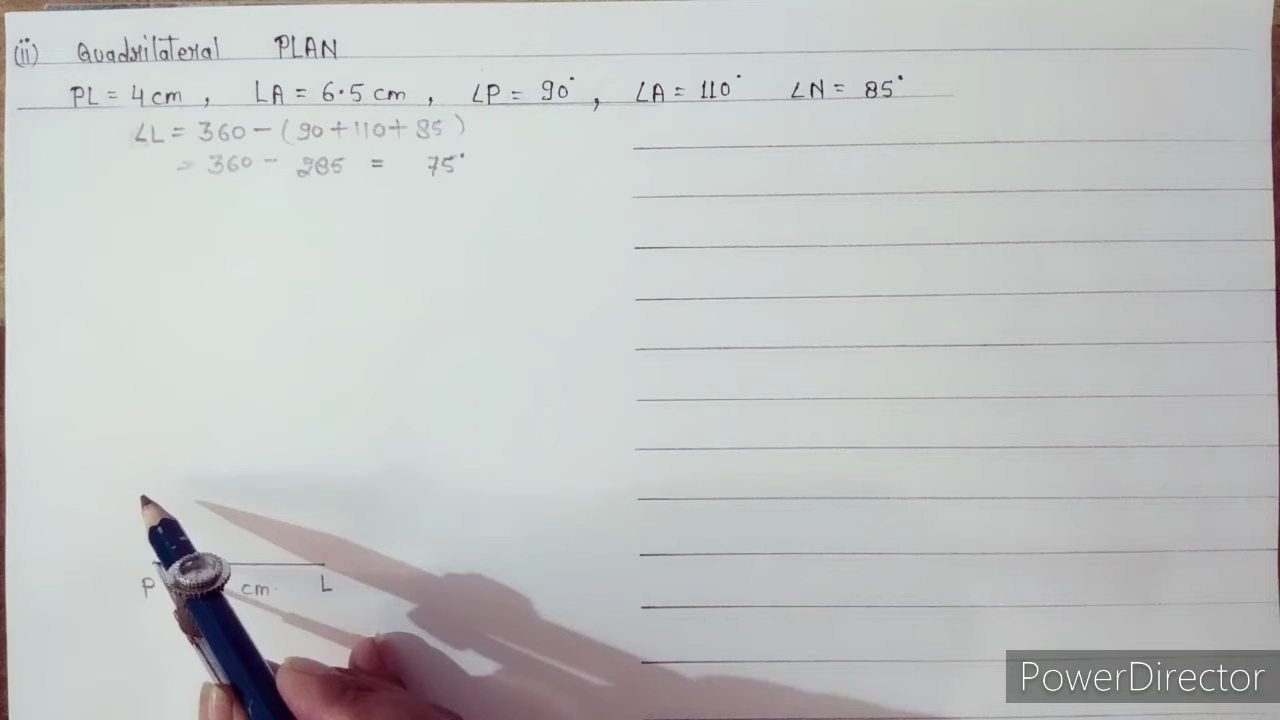 (ii) Quadrilateral PLAN
PL = 4 cm , LA = 6.5 cm , ∠P = 90° , ∠A = 110° ∠N = 85°
∠L = 360 - ( 90 + 110 + 85 )
= 360 - 285 = 75°
P cm. L
PowerDirector